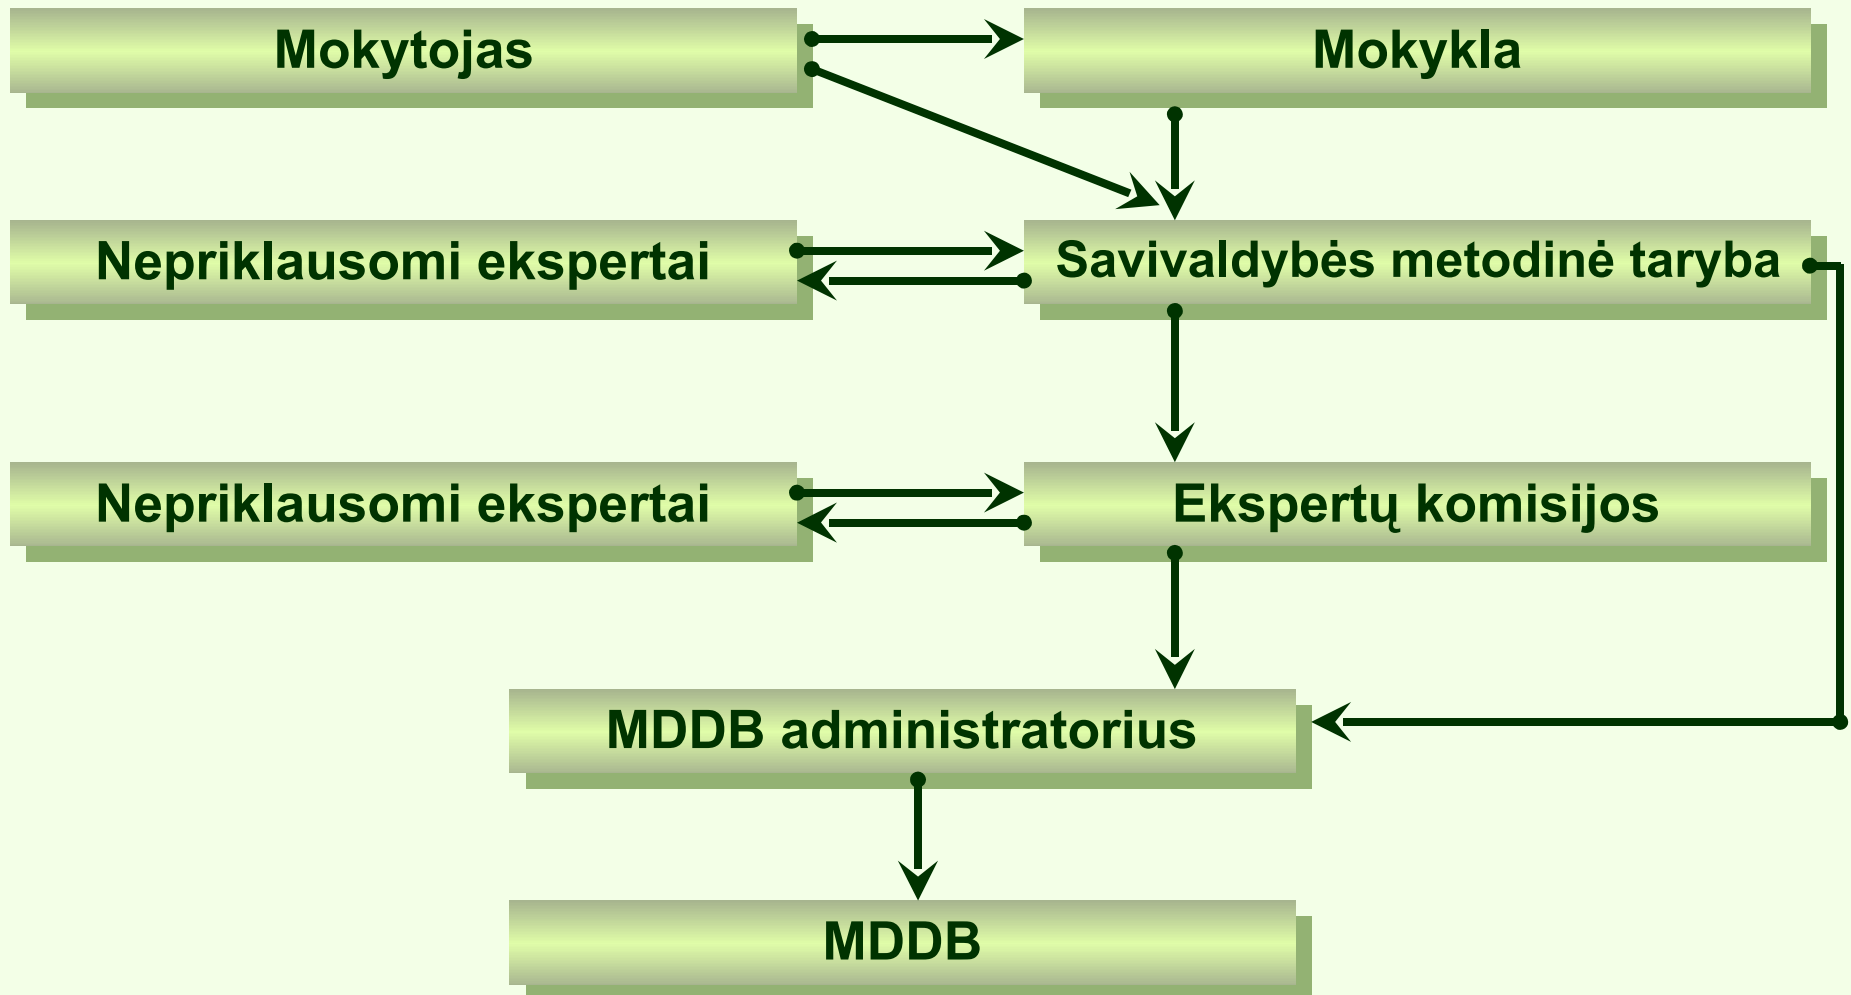 Mokytojas
Mokykla
Nepriklausomi ekspertai
Savivaldybės metodinė taryba
Nepriklausomi ekspertai
Ekspertų komisijos
MDDB administratorius
MDDB